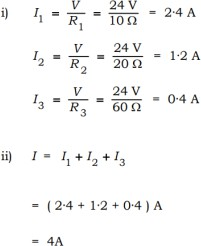 i) I₁ = V/R₁ = 24 V/10 Ω = 2·4 A
I₂ = V/R₂ = 24 V/20 Ω = 1·2 A
I₃ = V/R₃ = 24 V/60 Ω = 0·4 A
ii) I = I₁ + I₂ + I₃
= ( 2·4 + 1·2 + 0·4 ) A
= 4A